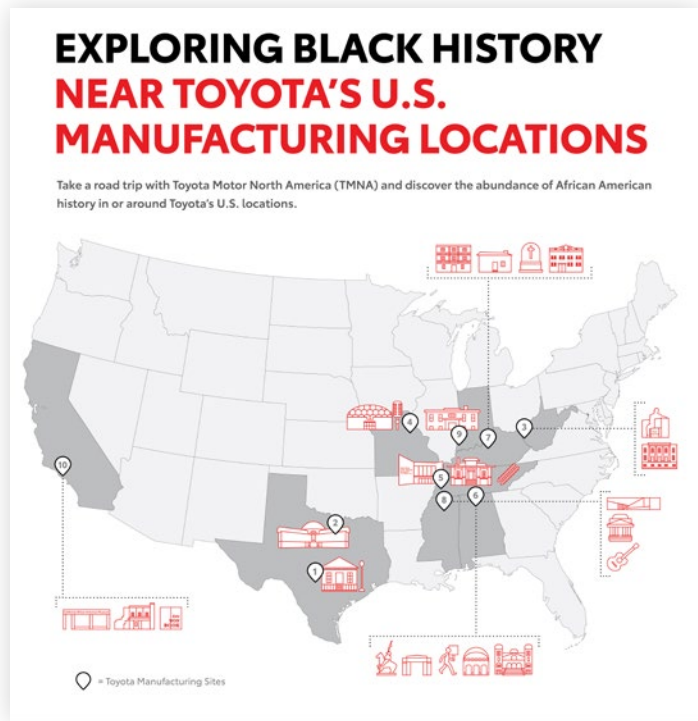 EXPLORING BLACK HISTORY
NEAR TOYOTA'S U.S.
MANUFACTURING LOCATIONS
Take a road trip with Toyota Motor North America (TMNA) and discover the abundance of African American
history in or around Toyota's U.S. locations.
4
9
7
3
10
5
8
6
2
1
= Toyota Manufacturing Sites